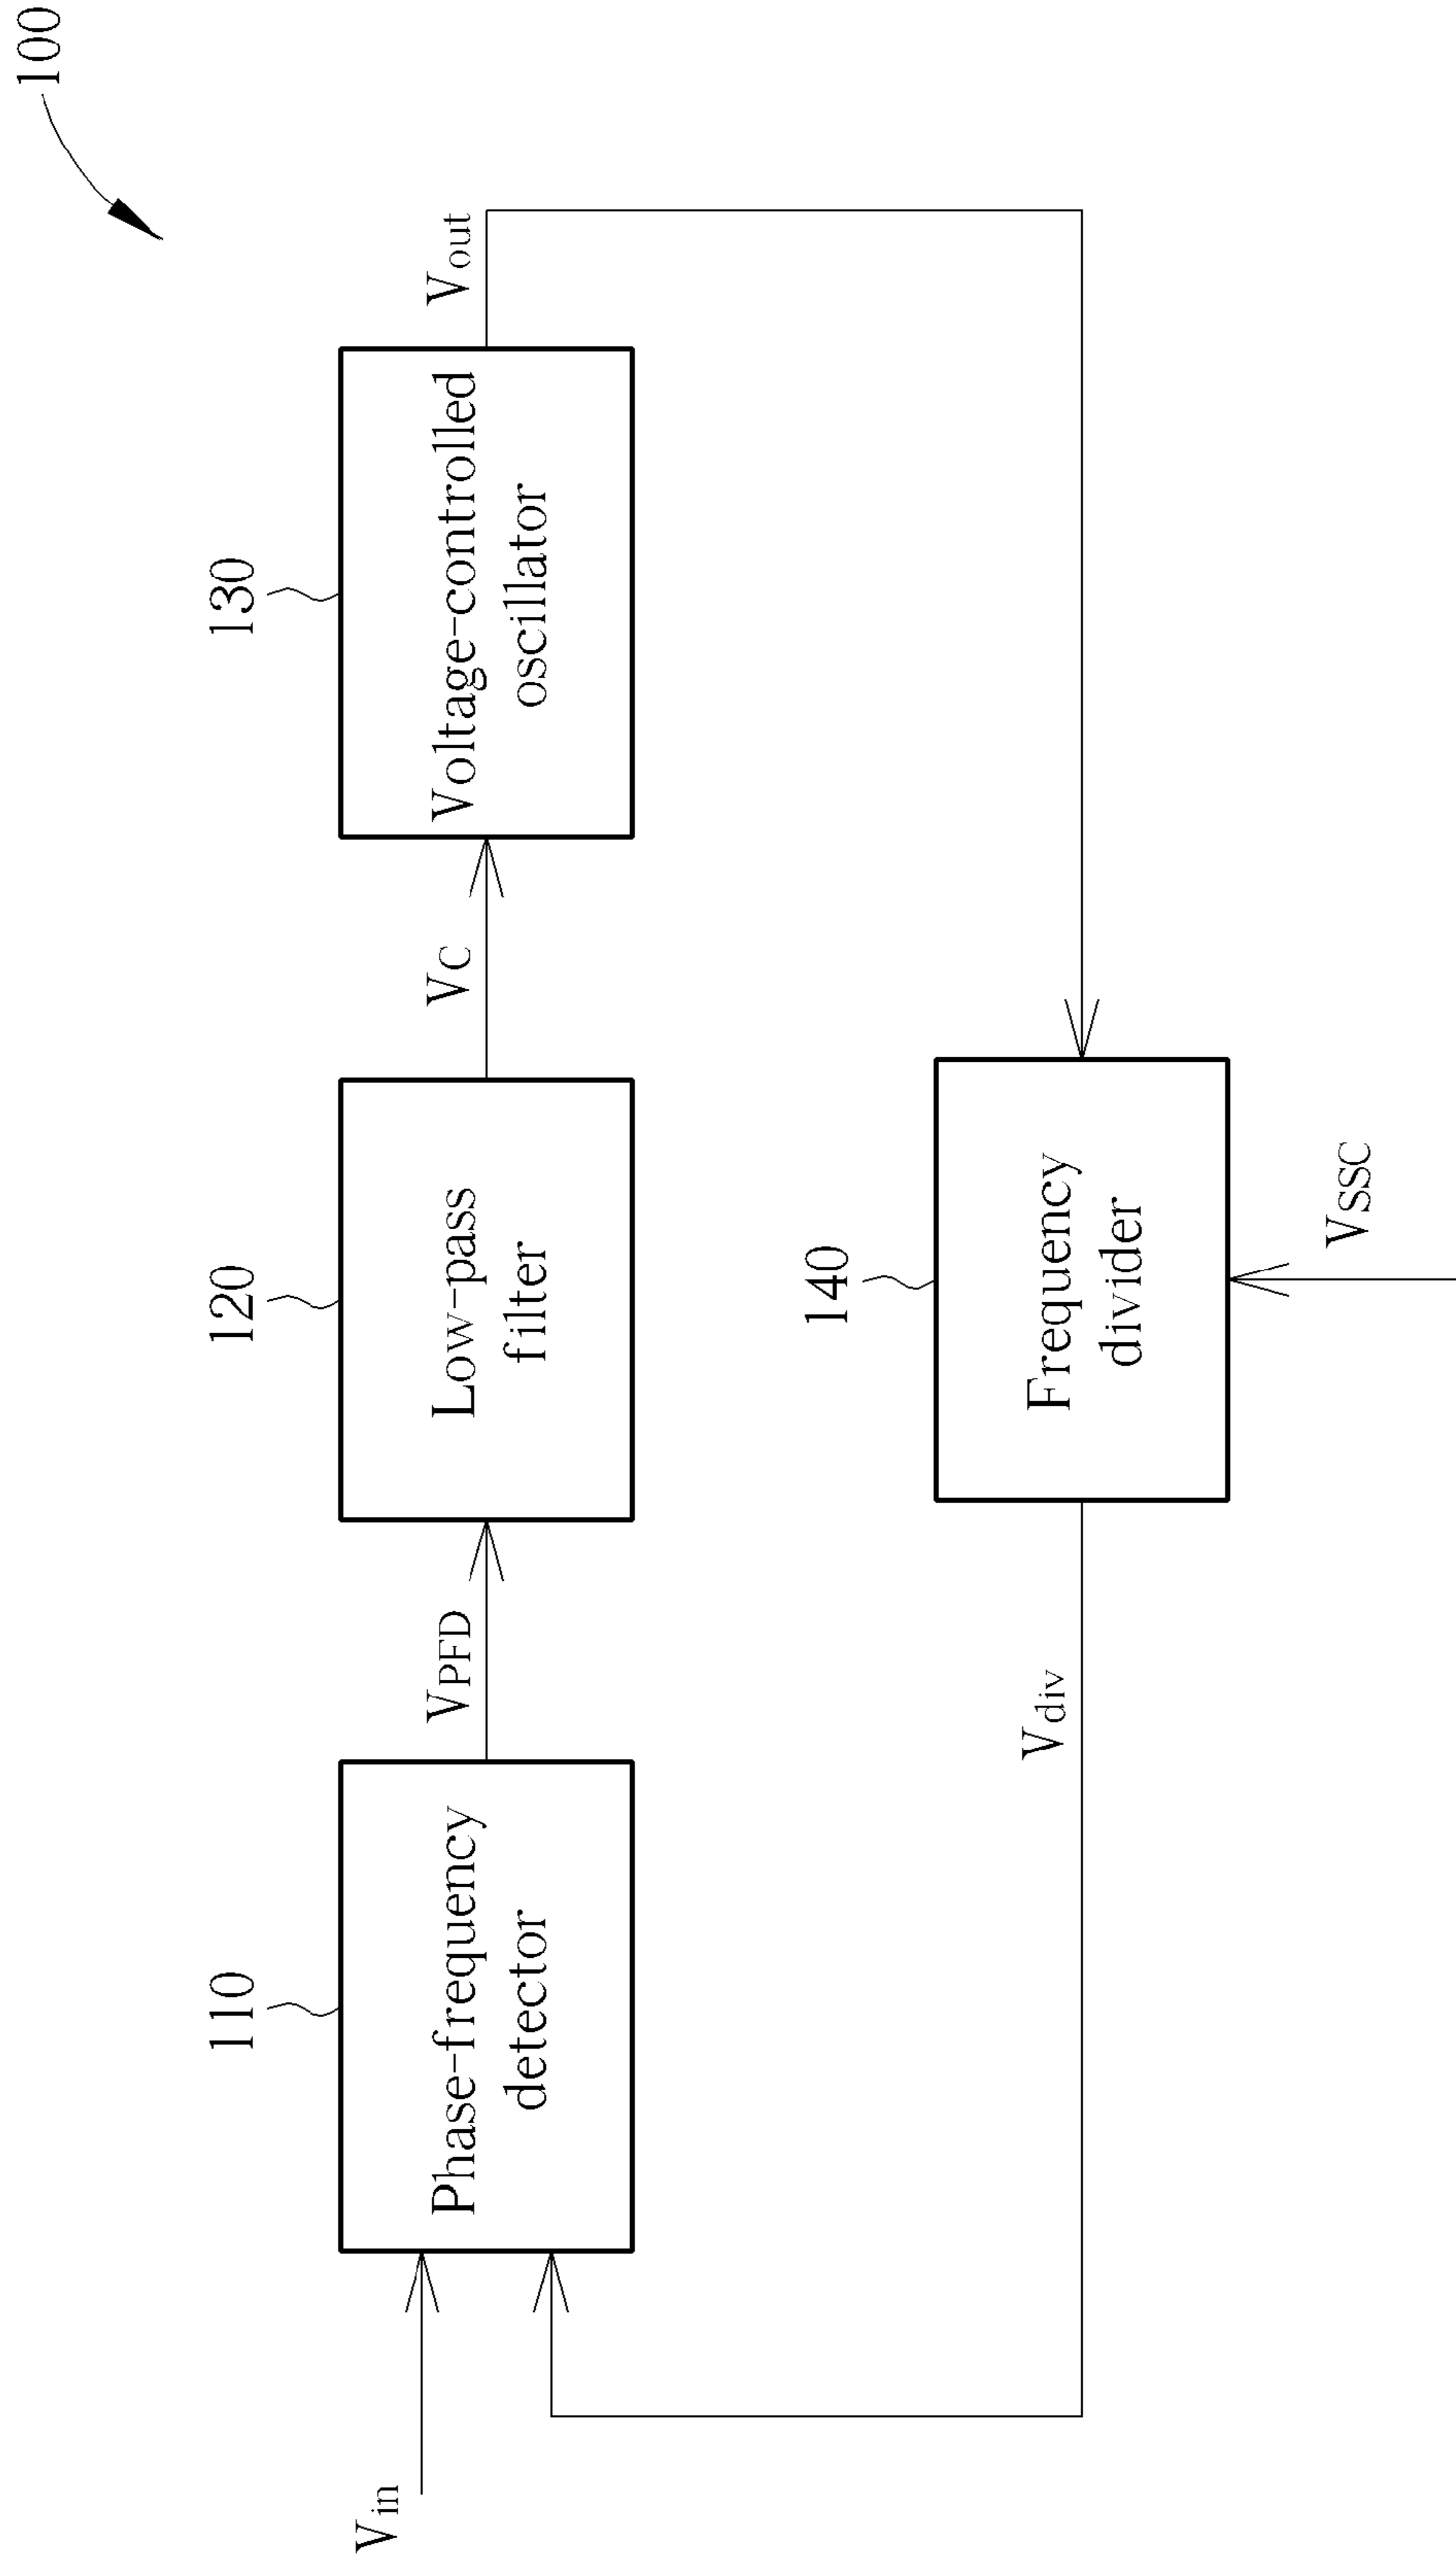 100
110
120
130
Vin
Phase-frequency
detector
VPFD
Low-pass
filter
VC
Voltage-controlled
oscillator
Vout
140
Vdiv
Frequency
divider
VSSC